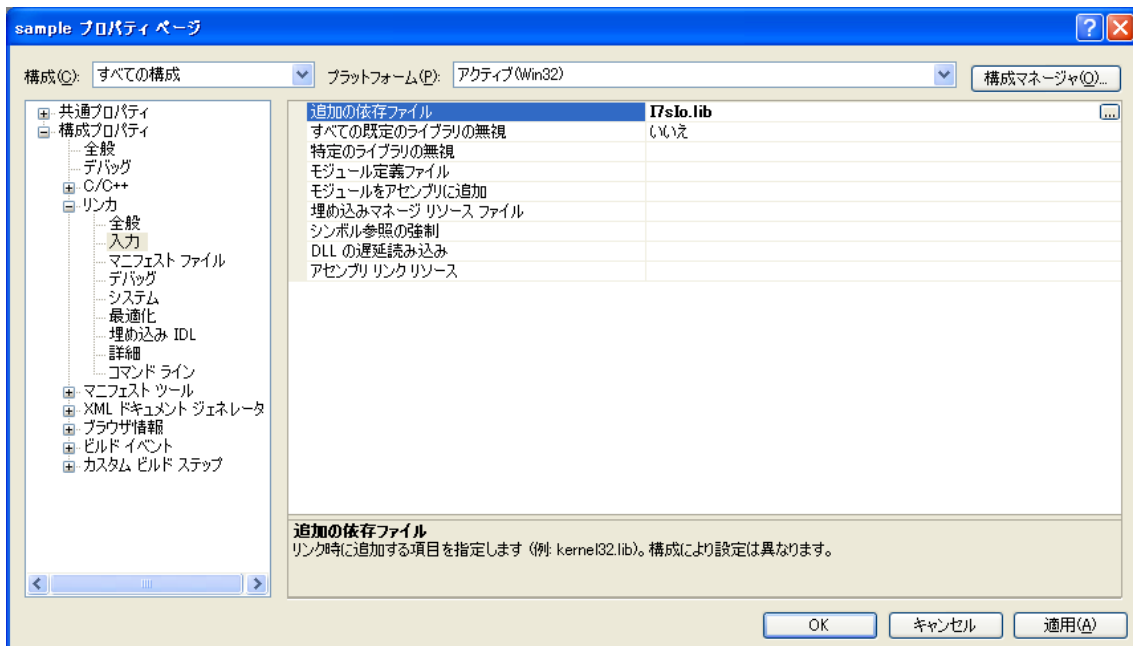 sample プロパティ ページ
構成(C): すべての構成 プラットフォーム(P): アクティブ(Win32) 構成マネージャ(O)...
共通プロパティ
構成プロパティ
全般
デバッグ
C/C++
リンカ
全般
入力
マニフェスト ファイル
デバッグ
システム
最適化
埋め込み IDL
詳細
コマンド ライン
マニフェスト ツール
XML ドキュメント ジェネレータ
ブラウザ情報
ビルド イベント
カスタム ビルド ステップ
追加の依存ファイル I7sIo.lib ...
すべての既定のライブラリの無視 いいえ
特定のライブラリの無視
モジュール定義ファイル
モジュールをアセンブリに追加
埋め込みマネージ リソース ファイル
シンボル参照の強制
DLL の遅延読み込み
アセンブリ リンク リソース
追加の依存ファイル
リンク時に追加する項目を指定します (例: kernel32.lib)。構成により設定は異なります。
OK キャンセル 適用(A)